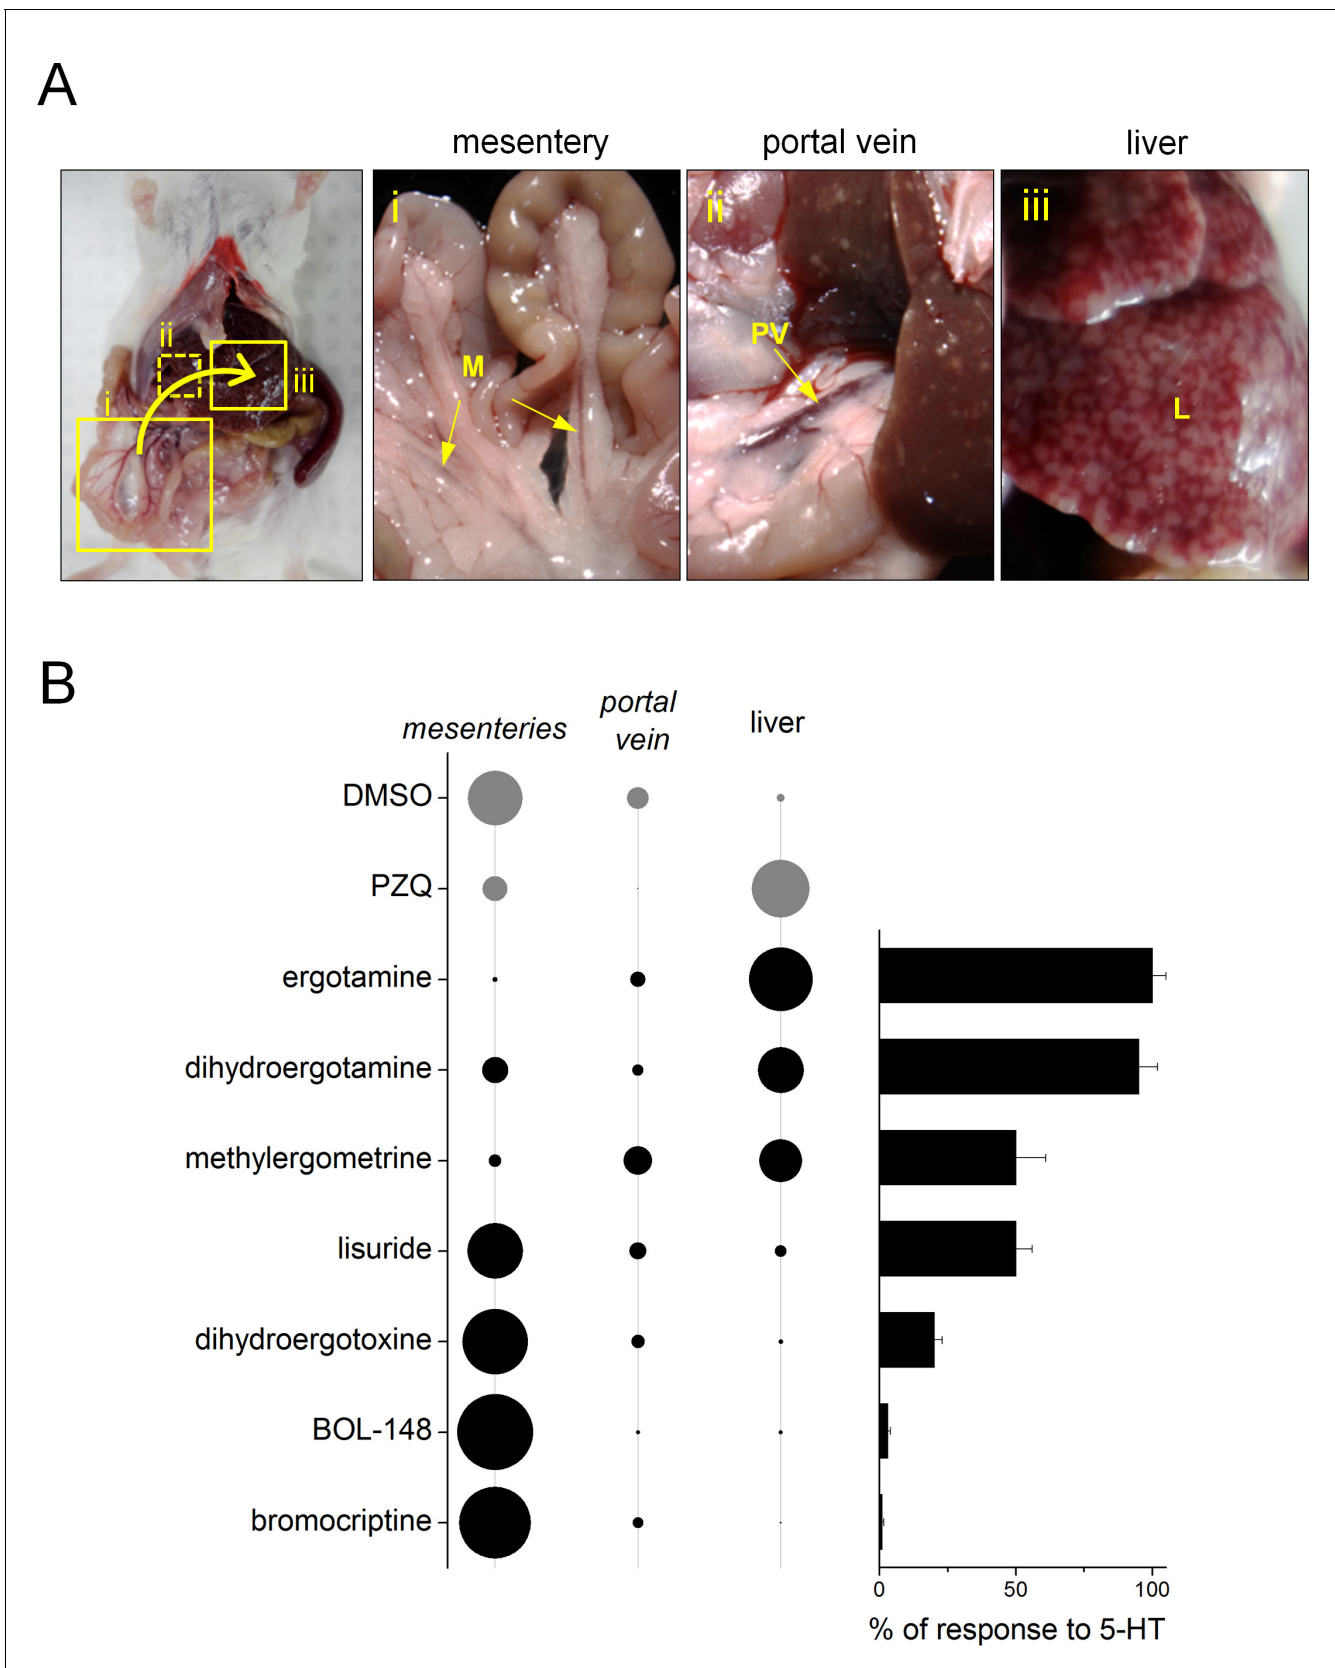 A
mesentery
portal vein
liver
i
ii
iii
i
M
ii
PV
iii
L
B
mesenteries
portal
vein
liver
DMSO
PZQ
ergotamine
dihydroergotamine
methylergometrine
lisuride
dihydroergotoxine
BOL-148
bromocriptine
0
50
100
% of response to 5-HT